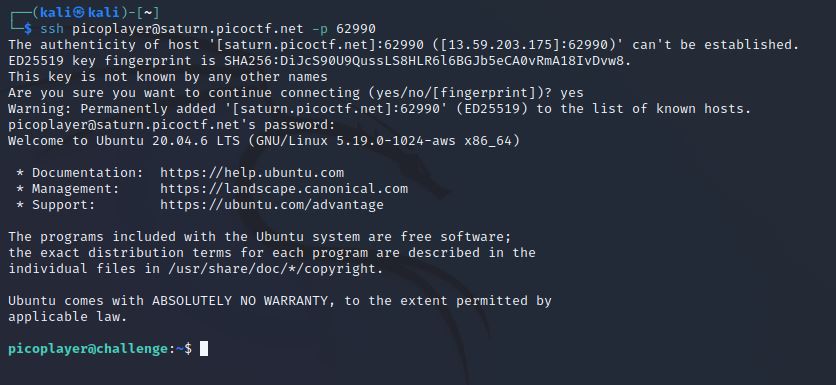 ┌──(kali㉿kali)-[~]
└─$ ssh picoplayer@saturn.picoctf.net -p 62990
The authenticity of host '[saturn.picoctf.net]:62990 ([13.59.203.175]:62990)' can't be established.
ED25519 key fingerprint is SHA256:DiJcS90U9QussLS8HLR6l6BGJb5eCA0vRmA18IvDvw8.
This key is not known by any other names
Are you sure you want to continue connecting (yes/no/[fingerprint])? yes
Warning: Permanently added '[saturn.picoctf.net]:62990' (ED25519) to the list of known hosts.
picoplayer@saturn.picoctf.net's password:
Welcome to Ubuntu 20.04.6 LTS (GNU/Linux 5.19.0-1024-aws x86_64)

 * Documentation:  https://help.ubuntu.com
 * Management:     https://landscape.canonical.com
 * Support:        https://ubuntu.com/advantage

The programs included with the Ubuntu system are free software;
the exact distribution terms for each program are described in the
individual files in /usr/share/doc/*/copyright.

Ubuntu comes with ABSOLUTELY NO WARRANTY, to the extent permitted by
applicable law.

picoplayer@challenge:~$